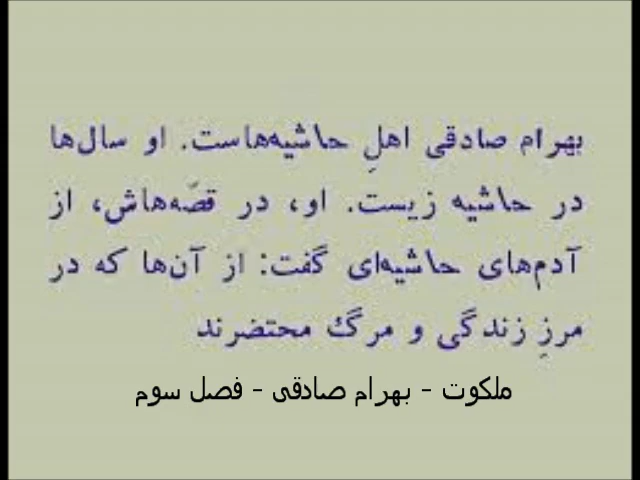 بهرام صادقی اهلِ حاشیه‌هاست. او سال‌ها
در حاشیه زیست. او، در قصّه‌هاش، از
آدم‌های حاشیه‌ای گفت: از آن‌ها که در
مرزِ زندگی و مرگ محتضرند
ملکوت - بهرام صادقی - فصل سوم